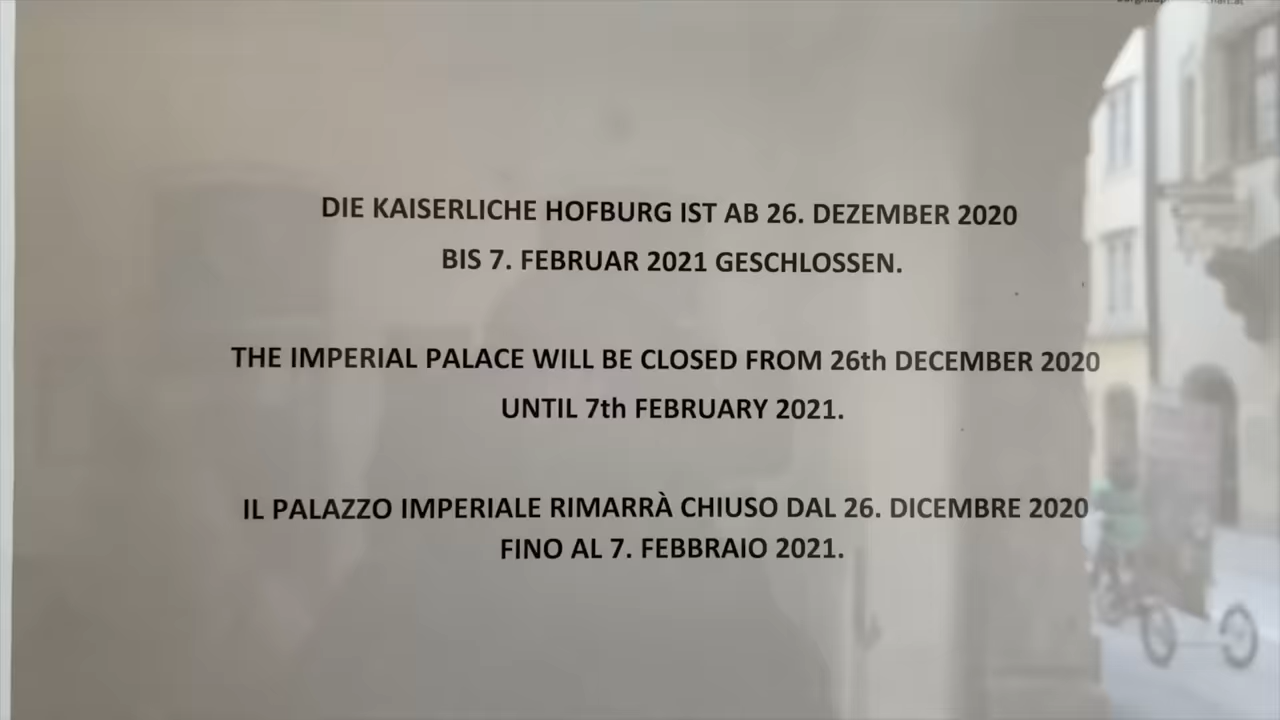 DIE KAISERLICHE HOFBURG IST AB 26. DEZEMBER 2020
BIS 7. FEBRUAR 2021 GESCHLOSSEN.
THE IMPERIAL PALACE WILL BE CLOSED FROM 26th DECEMBER 2020
UNTIL 7th FEBRUARY 2021.
IL PALAZZO IMPERIALE RIMARRÀ CHIUSO DAL 26. DICEMBRE 2020
FINO AL 7. FEBBRAIO 2021.